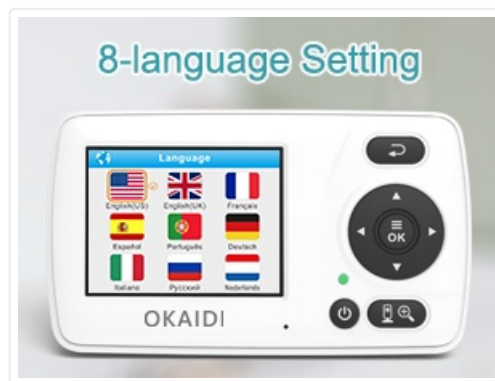 8-language Setting
Language
English(US) English(UK) Français
Español Português Deutsch
Italiano Русский Nederlands
OK
OKAIDI